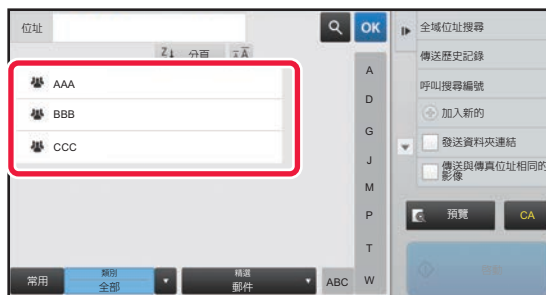 位址
OK
分頁
AAA
BBB
CCC
A
D
G
J
M
P
T
W
ABC
常用
類別
全部
精選
郵件
全域位址搜尋
傳送歷史記錄
呼叫搜尋編號
加入新的
發送資料夾連結
傳送與傳真位址相同的
影像
預覽
CA